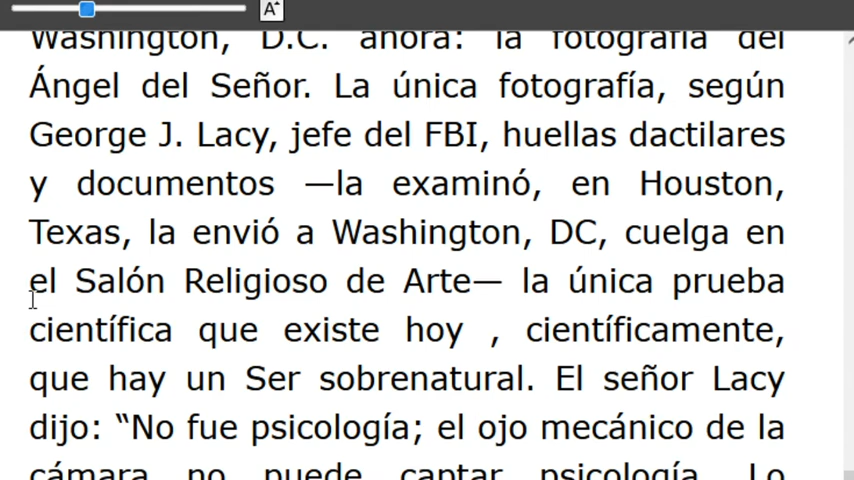 A
Washington, D.C. ahora: la fotografía del
Ángel del Señor. La única fotografía, según
George J. Lacy, jefe del FBI, huellas dactilares
y documentos —la examinó, en Houston,
Texas, la envió a Washington, DC, cuelga en
el Salón Religioso de Arte— la única prueba
científica que existe hoy , científicamente,
que hay un Ser sobrenatural. El señor Lacy
dijo: “No fue psicología; el ojo mecánico de la
cámara no puede captar psicología. Lo